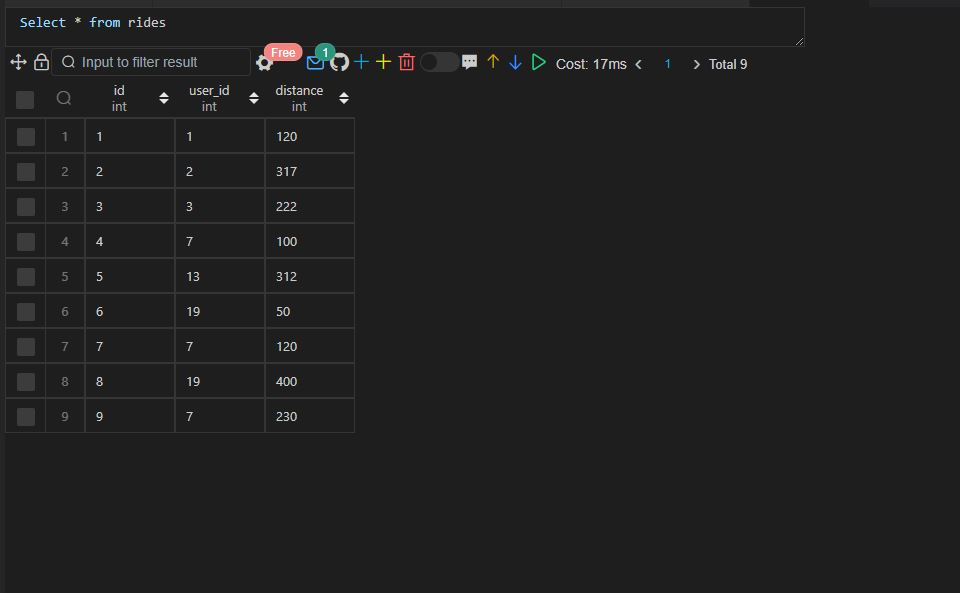 Select * from rides
Input to filter result Free 1 Cost: 17ms 1 Total 9
id user_id distance
int int int
1 1 1 120
2 2 2 317
3 3 3 222
4 4 7 100
5 5 13 312
6 6 19 50
7 7 7 120
8 8 19 400
9 9 7 230